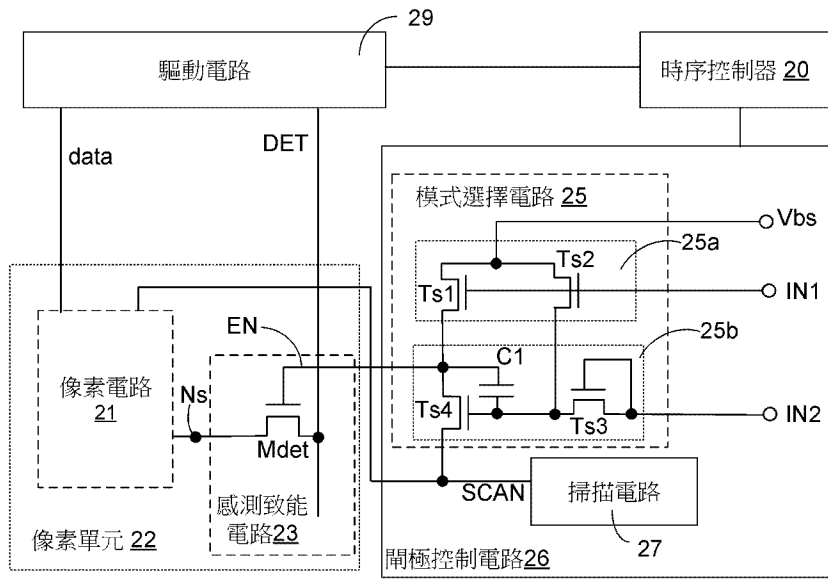 29
驅動電路
時序控制器 20
data
DET
模式選擇電路 25
Vbs
25a
Ts2
Ts1
IN1
EN
25b
C1
像素電路
21
Ns
Ts4
Ts3
IN2
Mdet
SCAN
掃描電路
感測致能
電路23
像素單元 22
27
閘極控制電路26